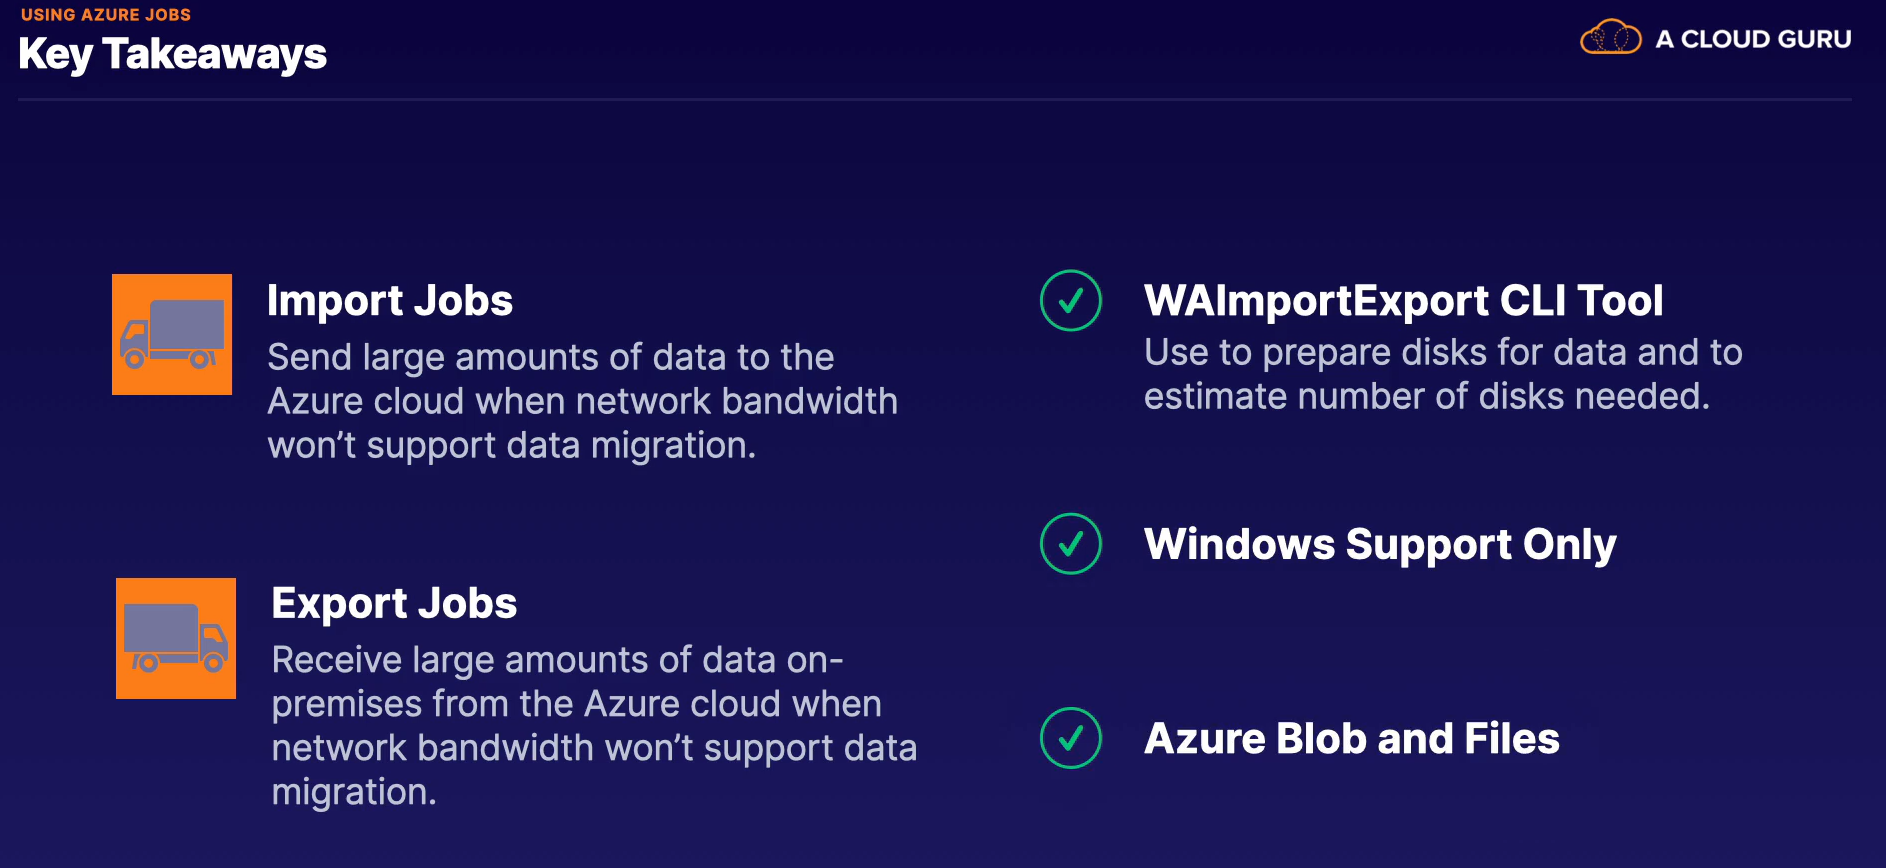 USING AZURE JOBS
Key Takeaways
A CLOUD GURU
Import Jobs
Send large amounts of data to the
Azure cloud when network bandwidth
won't support data migration.
Export Jobs
Receive large amounts of data on-
premises from the Azure cloud when
network bandwidth won't support data
migration.
WAImportExport CLI Tool
Use to prepare disks for data and to
estimate number of disks needed.
Windows Support Only
Azure Blob and Files